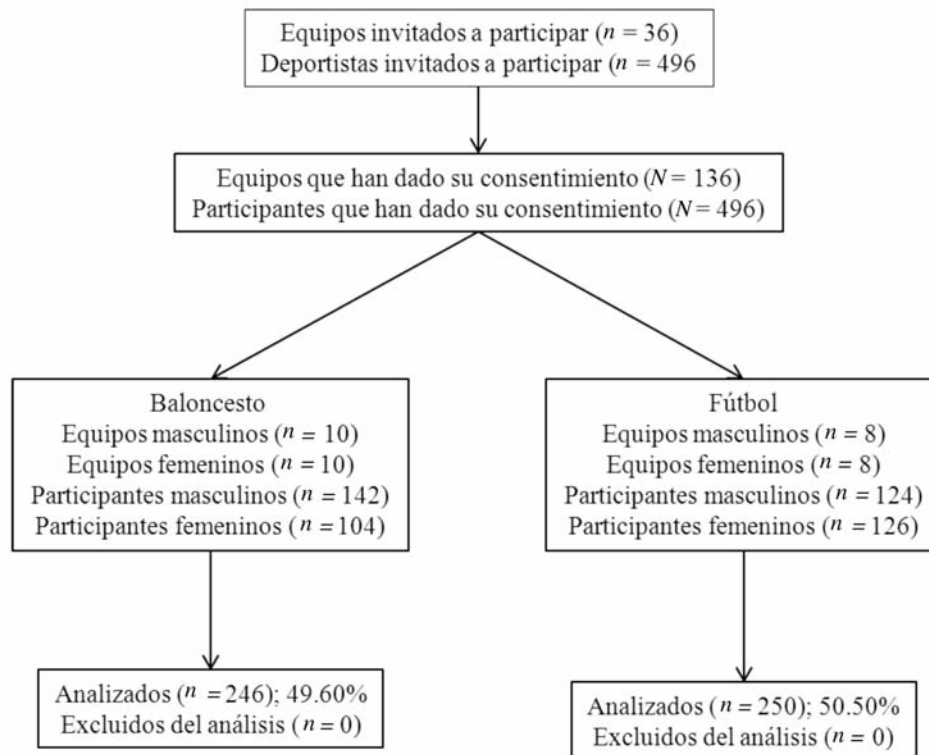 Equipos invitados a participar (n = 36)
Deportistas invitados a participar (n = 496
Equipos que han dado su consentimiento (N = 136)
Participantes que han dado su consentimiento (N = 496)
Baloncesto
Equipos masculinos (n = 10)
Equipos femeninos (n = 10)
Participantes masculinos (n = 142)
Participantes femeninos (n = 104)
Fútbol
Equipos masculinos (n = 8)
Equipos femeninos (n = 8)
Participantes masculinos (n = 124)
Participantes femeninos (n = 126)
Analizados (n = 246); 49.60%
Excluidos del análisis (n = 0)
Analizados (n = 250); 50.50%
Excluidos del análisis (n = 0)